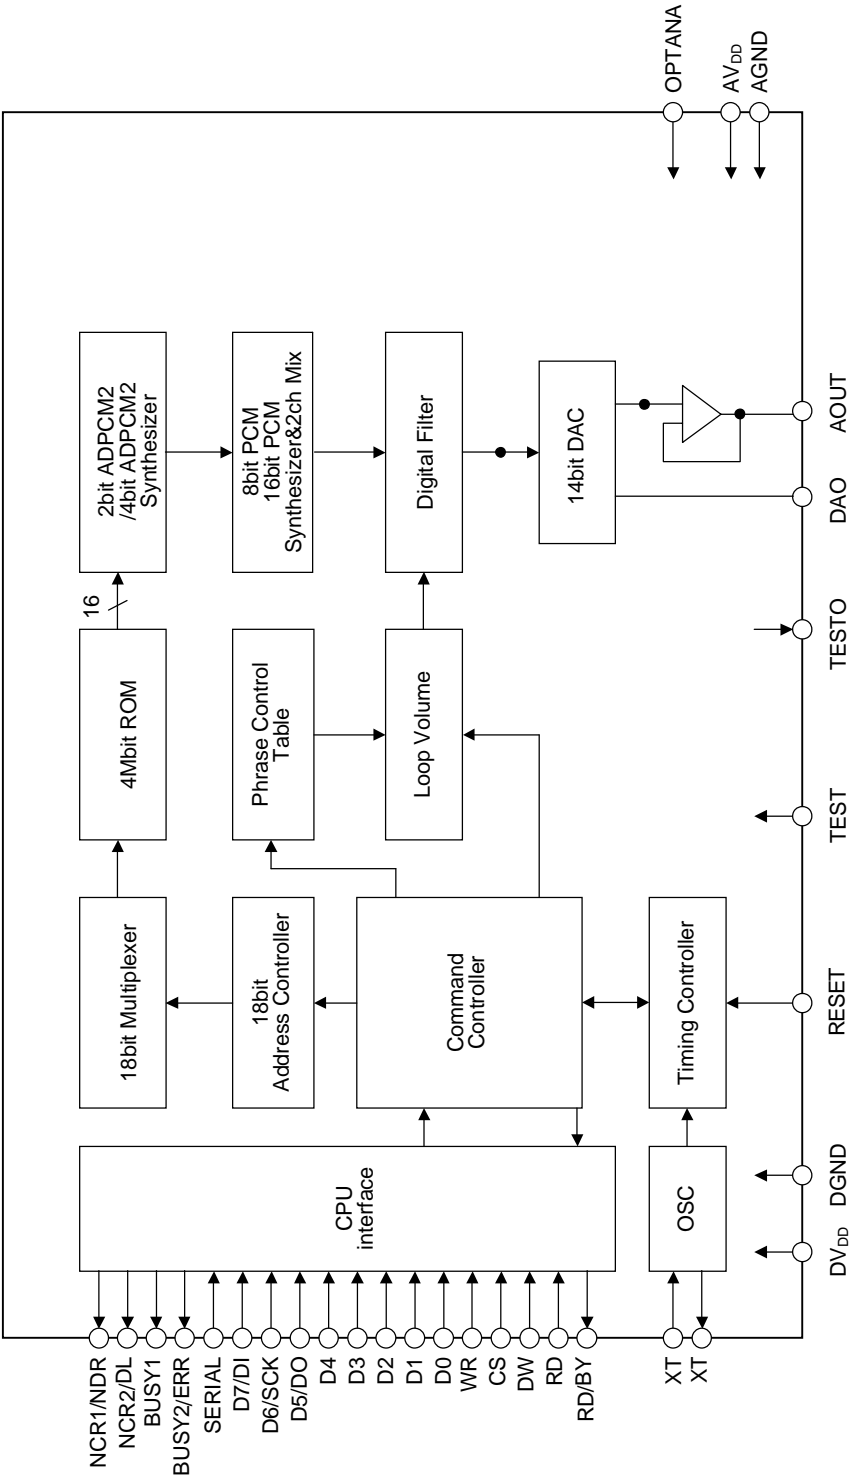 NCR1/NDR
NCR2/DL
BUSY1
BUSY2/ERR
SERIAL
D7/DI
D6/SCK
D5/DO
D4
D3
D2
D1
D0
WR
CS
DW
RD
RD/BY
XT
XT
CPU
interface
OSC
18bit Multiplexer
18bit
Address Controller
Command
Controller
Timing Controller
4Mbit ROM
Phrase Control
Table
Loop Volume
16
2bit ADPCM2
/4bit ADPCM2
Synthesizer
8bit PCM
16bit PCM
Synthesizer&2ch Mix
Digital Filter
14bit DAC
DVDD
DGND
RESET
TEST
TESTO
DAO
AOUT
OPTANA
AVDD
AGND